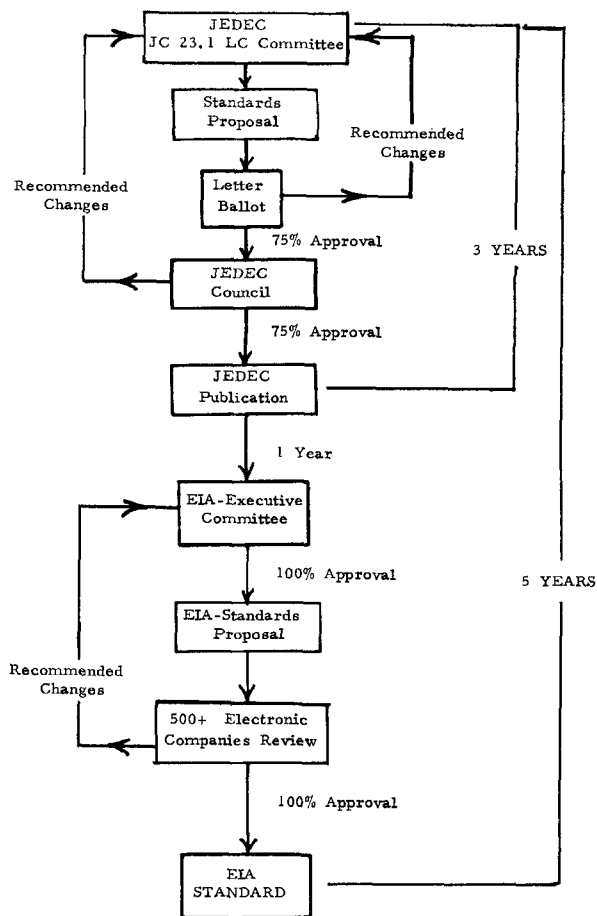 JEDEC
JC 23.1 LC Committee
Standards
Proposal
Recommended
Changes
Recommended
Changes
Letter
Ballot
75% Approval
3 YEARS
JEDEC
Council
75% Approval
JEDEC
Publication
1 Year
EIA-Executive
Committee
100% Approval
5 YEARS
EIA-Standards
Proposal
Recommended
Changes
500+ Electronic
Companies Review
100% Approval
EIA
STANDARD